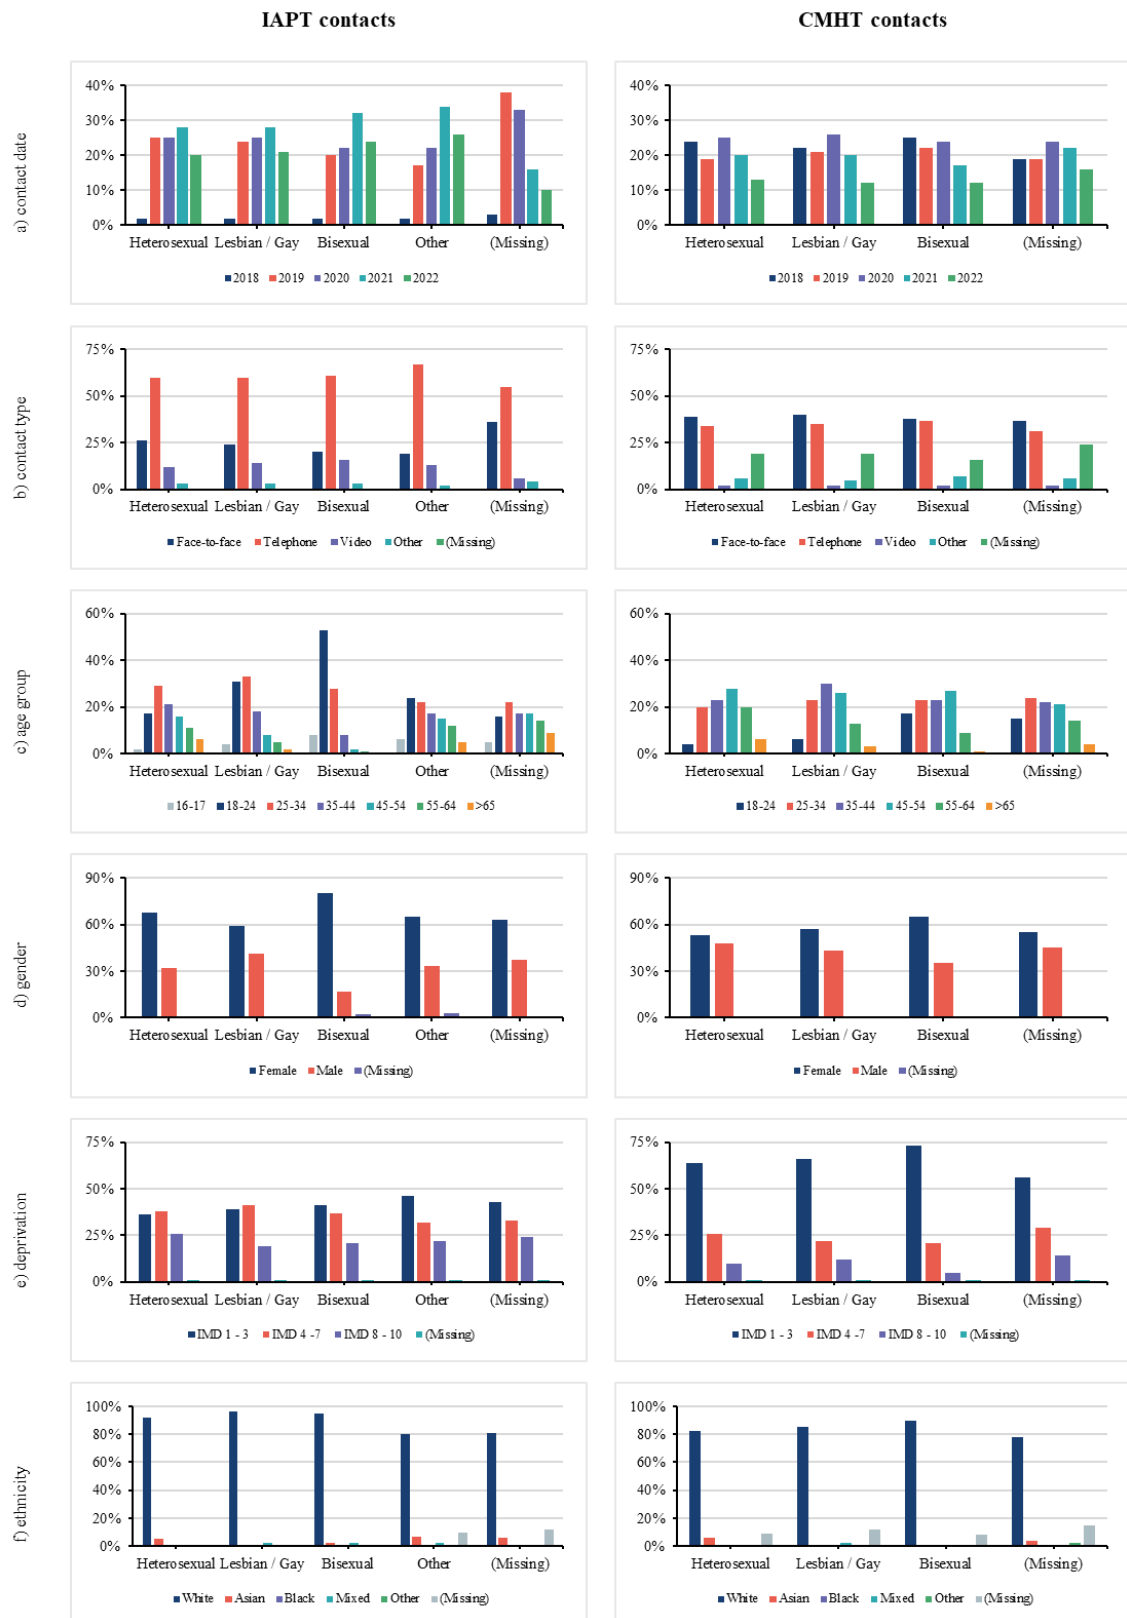 IAPT contacts
CMHT contacts
a) contact date
40%
30%
20%
10%
0%
Heterosexual Lesbian / Gay Bisexual Other (Missing)
2018 2019 2020 2021 2022
40%
30%
20%
10%
0%
Heterosexual Lesbian / Gay Bisexual (Missing)
2018 2019 2020 2021 2022
b) contact type
75%
50%
25%
0%
Heterosexual Lesbian / Gay Bisexual Other (Missing)
Face-to-face Telephone Video Other (Missing)
75%
50%
25%
0%
Heterosexual Lesbian / Gay Bisexual (Missing)
Face-to-face Telephone Video Other (Missing)
c) age group
60%
40%
20%
0%
Heterosexual Lesbian / Gay Bisexual Other (Missing)
16-17 18-24 25-34 35-44 45-54 55-64 >65
60%
40%
20%
0%
Heterosexual Lesbian / Gay Bisexual (Missing)
18-24 25-34 35-44 45-54 55-64 >65
d) gender
90%
60%
30%
0%
Heterosexual Lesbian / Gay Bisexual Other (Missing)
Female Male (Missing)
90%
60%
30%
0%
Heterosexual Lesbian / Gay Bisexual (Missing)
Female Male (Missing)
e) deprivation
75%
50%
25%
0%
Heterosexual Lesbian / Gay Bisexual Other (Missing)
IMD 1 - 3 IMD 4 -7 IMD 8 - 10 (Missing)
75%
50%
25%
0%
Heterosexual Lesbian / Gay Bisexual (Missing)
IMD 1 - 3 IMD 4 -7 IMD 8 - 10 (Missing)
f) ethnicity
100%
80%
60%
40%
20%
0%
Heterosexual Lesbian / Gay Bisexual Other (Missing)
White Asian Black Mixed Other (Missing)
100%
80%
60%
40%
20%
0%
Heterosexual Lesbian / Gay Bisexual (Missing)
White Asian Black Mixed Other (Missing)